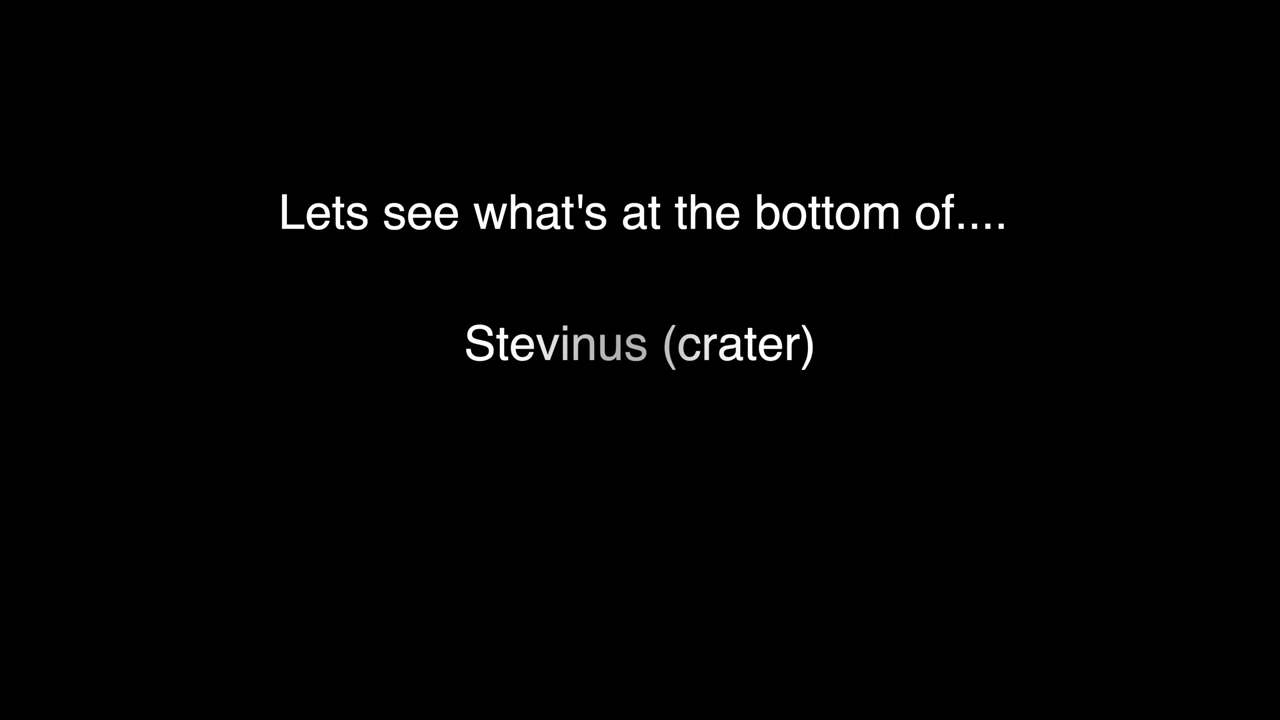 Lets see what's at the bottom of....
Stevinus (crater)